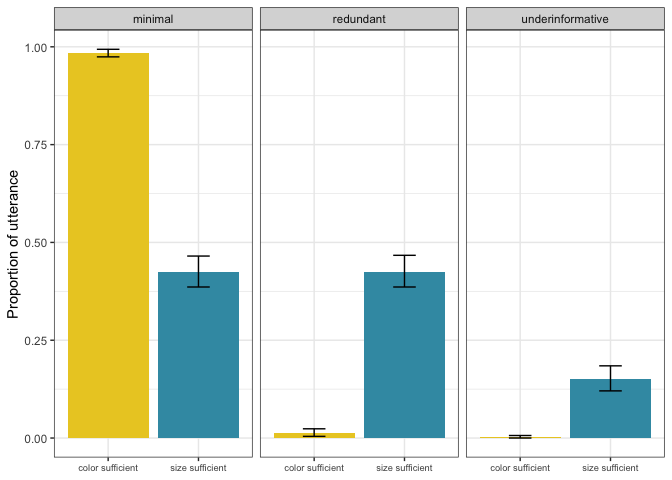 minimal redundant underinformative
Proportion of utterance
1.00
0.75
0.50
0.25
0.00
color sufficient size sufficient color sufficient size sufficient color sufficient size sufficient